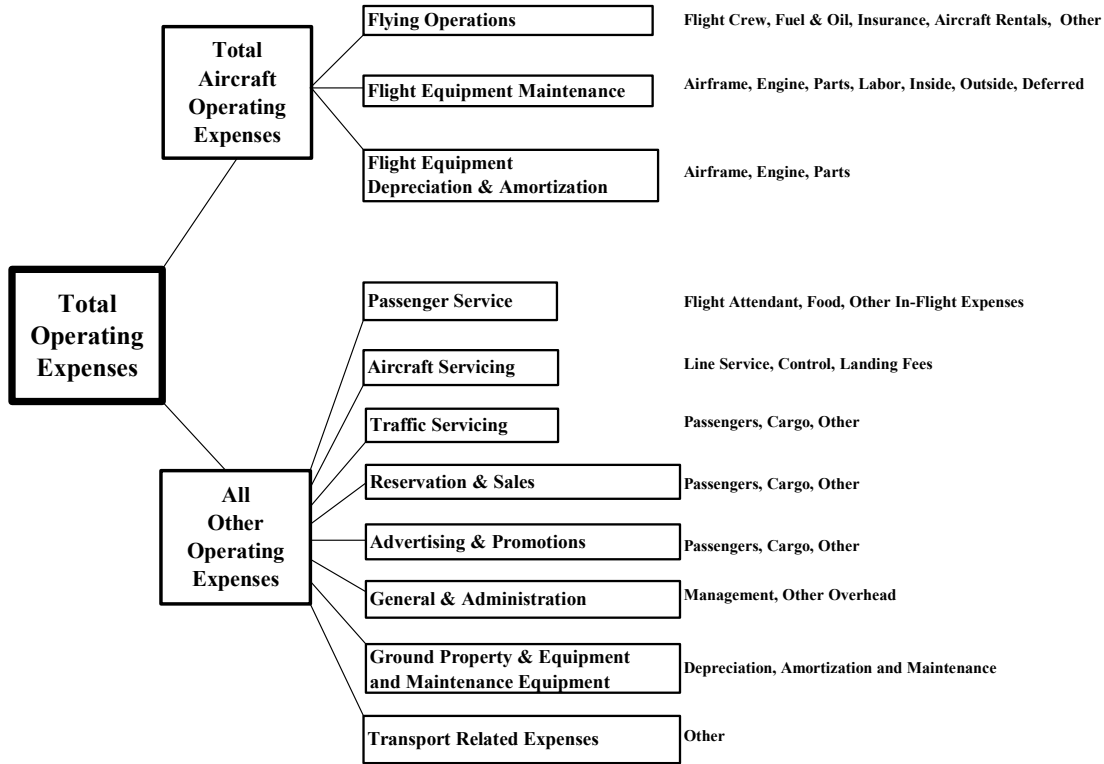 Total
Aircraft
Operating
Expenses
Flying Operations
Flight Crew, Fuel & Oil, Insurance, Aircraft Rentals, Other
Flight Equipment Maintenance
Airframe, Engine, Parts, Labor, Inside, Outside, Deferred
Flight Equipment
Depreciation & Amortization
Airframe, Engine, Parts
Total
Operating
Expenses
All
Other
Operating
Expenses
Passenger Service
Flight Attendant, Food, Other In-Flight Expenses
Aircraft Servicing
Line Service, Control, Landing Fees
Traffic Servicing
Passengers, Cargo, Other
Reservation & Sales
Passengers, Cargo, Other
Advertising & Promotions
Passengers, Cargo, Other
General & Administration
Management, Other Overhead
Ground Property & Equipment
and Maintenance Equipment
Depreciation, Amortization and Maintenance
Transport Related Expenses
Other